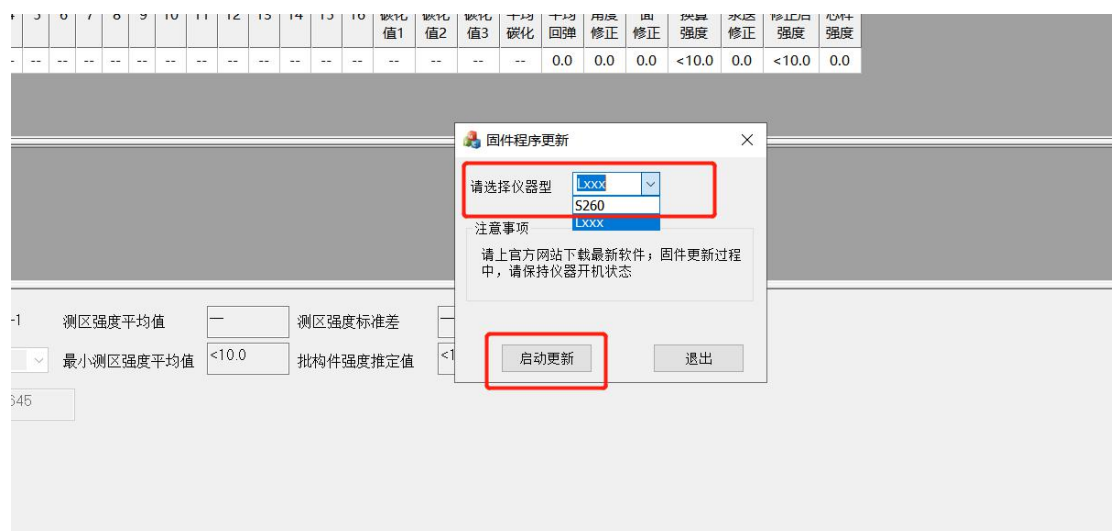 5 6 7 8 9 10 11 12 13 14 15 16 碳化 碳化 碳化 平均 平均 角度 面 换算 泵送 修正后 芯样
值1 值2 值3 碳化 回弹 修正 修正 强度 修正 强度 强度
-- -- -- -- -- -- -- -- -- -- -- -- -- -- -- -- 0.0 0.0 0.0 <10.0 0.0 <10.0 0.0
固件程序更新
请选择仪器型 Lxxx
S260
Lxxx
注意事项
请上官方网站下载最新软件；固件更新过程
中，请保持仪器开机状态
启动更新 退出
-1 测区强度平均值 — 测区强度标准差 —
最小测区强度平均值 <10.0 批构件强度推定值 <1
645